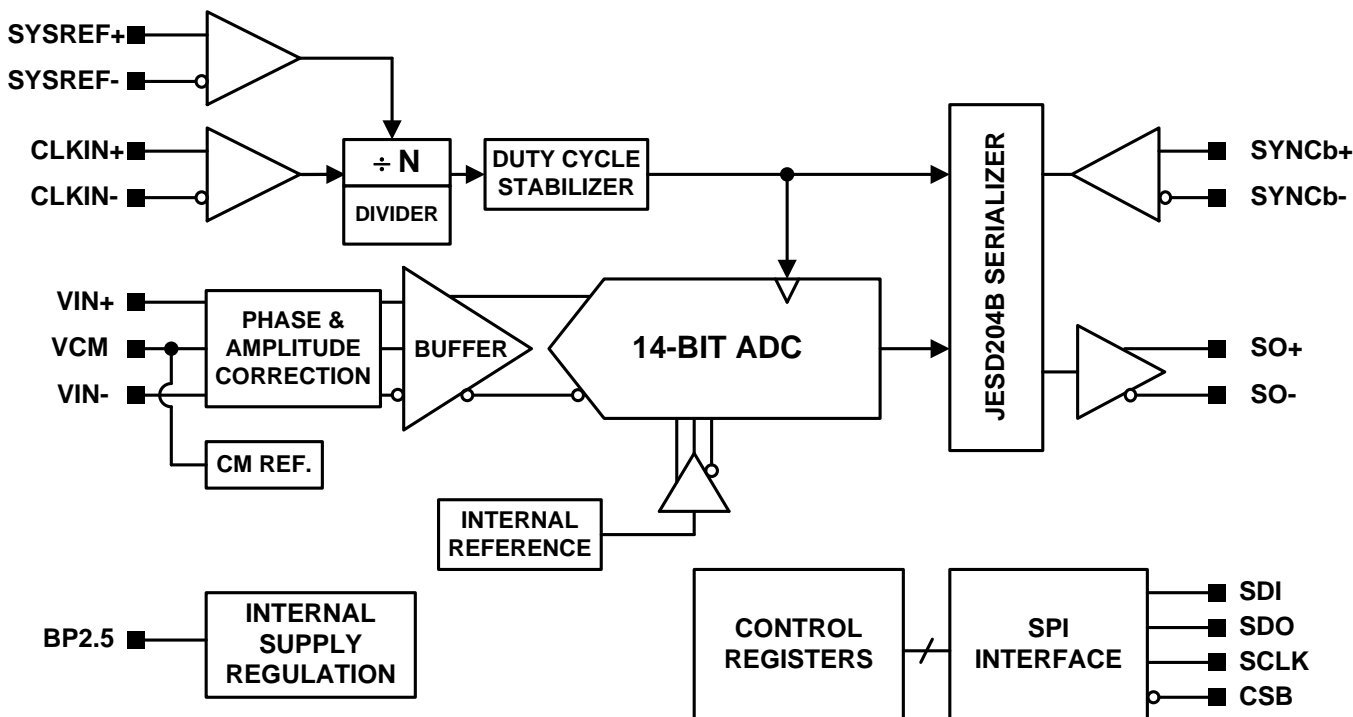 SYSREF+
SYSREF-
CLKIN+
CLKIN-
÷ N
DIVIDER
DUTY CYCLE
STABILIZER
JESD204B SERIALIZER
SYNCb+
SYNCb-
VIN+
VCM
VIN-
PHASE &
AMPLITUDE
CORRECTION
BUFFER
14-BIT ADC
SO+
SO-
CM REF.
INTERNAL
REFERENCE
BP2.5
INTERNAL
SUPPLY
REGULATION
CONTROL
REGISTERS
SPI
INTERFACE
SDI
SDO
SCLK
CSB